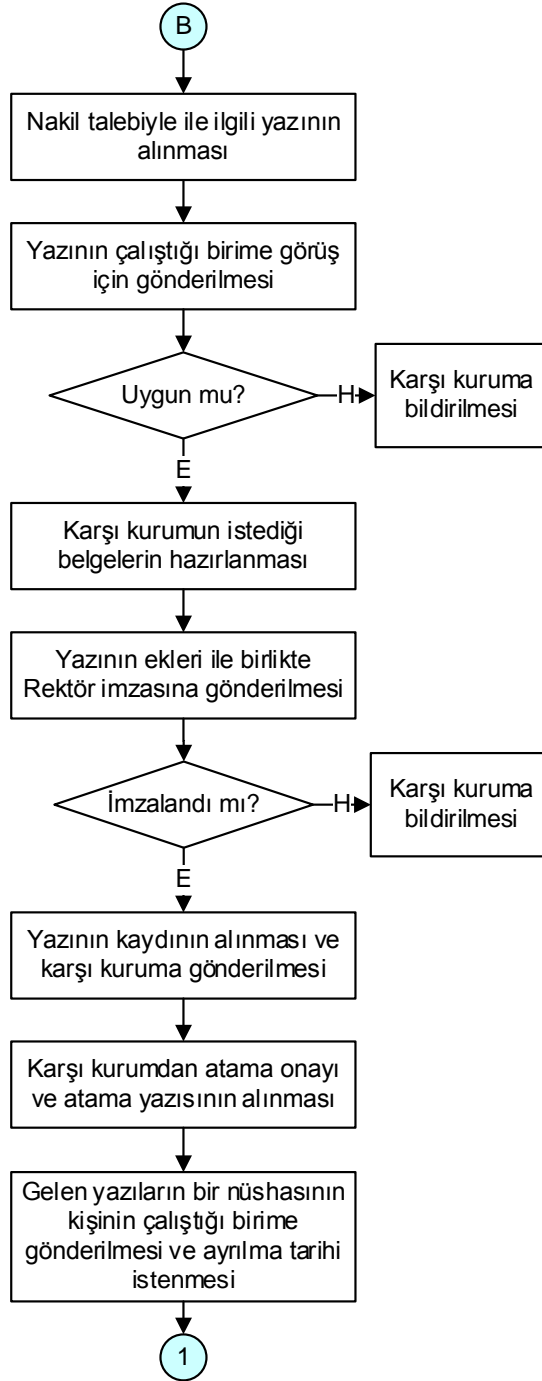 B
Nakil talebiyle ile ilgili yazının
alınması
Yazının çalıştığı birime görüş
için gönderilmesi
Uygun mu?
H
Karşı kuruma
bildirilmesi
E
Karşı kurumun istediği
belgelerin hazırlanması
Yazının ekleri ile birlikte
Rektör imzasına gönderilmesi
İmzalandı mı?
H
Karşı kuruma
bildirilmesi
E
Yazının kaydının alınması ve
karşı kuruma gönderilmesi
Karşı kurumdan atama onayı
ve atama yazısının alınması
Gelen yazıların bir nüshasının
kişinin çalıştığı birime
gönderilmesi ve ayrılma tarihi
istenmesi
1